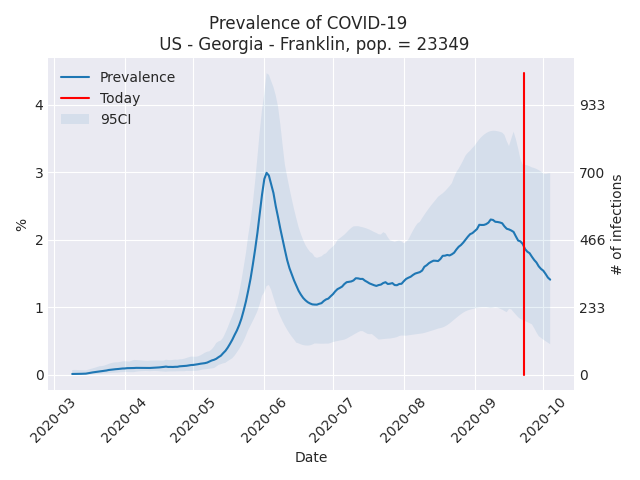 Prevalence of COVID-19
US - Georgia - Franklin, pop. = 23349
Prevalence
Today
95CI
4
3
2
1
0
%
933
700
466
233
0
# of infections
2020-03
2020-04
2020-05
2020-06
2020-07
2020-08
2020-09
2020-10
Date